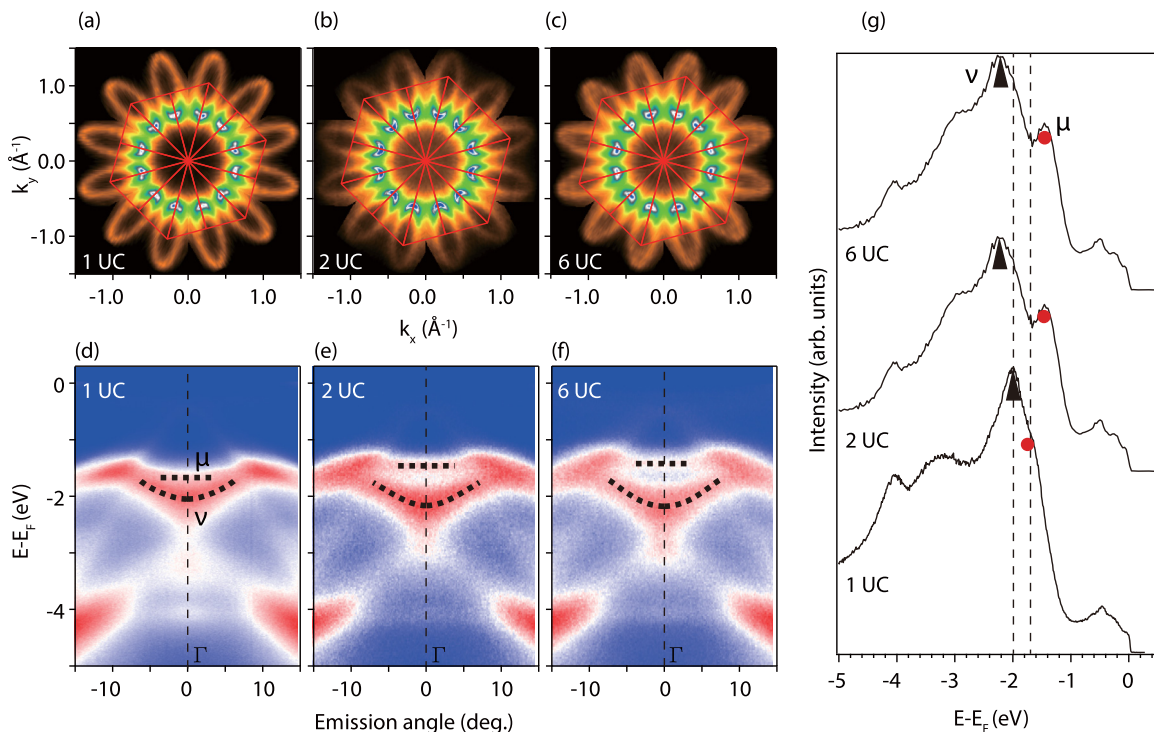 (a)
(b)
(c)
(g)
1.0
0.0
-1.0
k_y (Å⁻¹)
1 UC
2 UC
6 UC
-1.0 0.0 1.0
-1.0 0.0 1.0
-1.0 0.0 1.0
k_x (Å⁻¹)
(d)
(e)
(f)
1 UC
2 UC
6 UC
0
-2
-4
E-E_F (eV)
μ
ν
Γ
Γ
Γ
-10 0 10
-10 0 10
-10 0 10
Emission angle (deg.)
ν
μ
6 UC
2 UC
1 UC
Intensity (arb. units)
-5 -4 -3 -2 -1 0
E-E_F (eV)